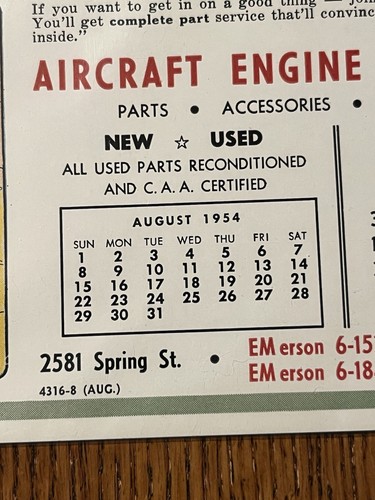 If you want to get in on a good thing —
You'll get complete part service that'll
inside."
AIRCRAFT ENGINE
PARTS • ACCESSORIES •
NEW ☆ USED
ALL USED PARTS RECONDITIONED
AND C.A.A. CERTIFIED
AUGUST 1954
SUN MON TUE WED THU FRI SAT
1 2 3 4 5 6 7
8 9 10 11 12 13 14
15 16 17 18 19 20 21
22 23 24 25 26 27 28
29 30 31
2581 Spring St. • EM erson 6-15
EM erson 6-18
4316-8 (AUG.)